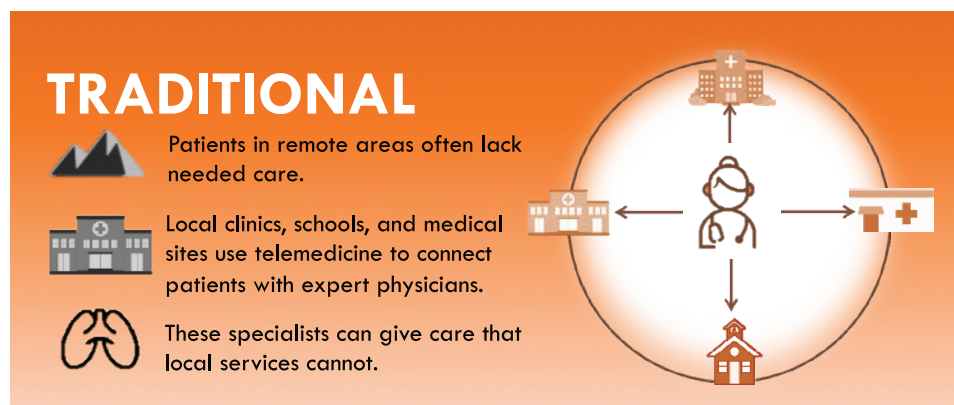 TRADITIONAL
Patients in remote areas often lack
needed care.
Local clinics, schools, and medical
sites use telemedicine to connect
patients with expert physicians.
These specialists can give care that
local services cannot.